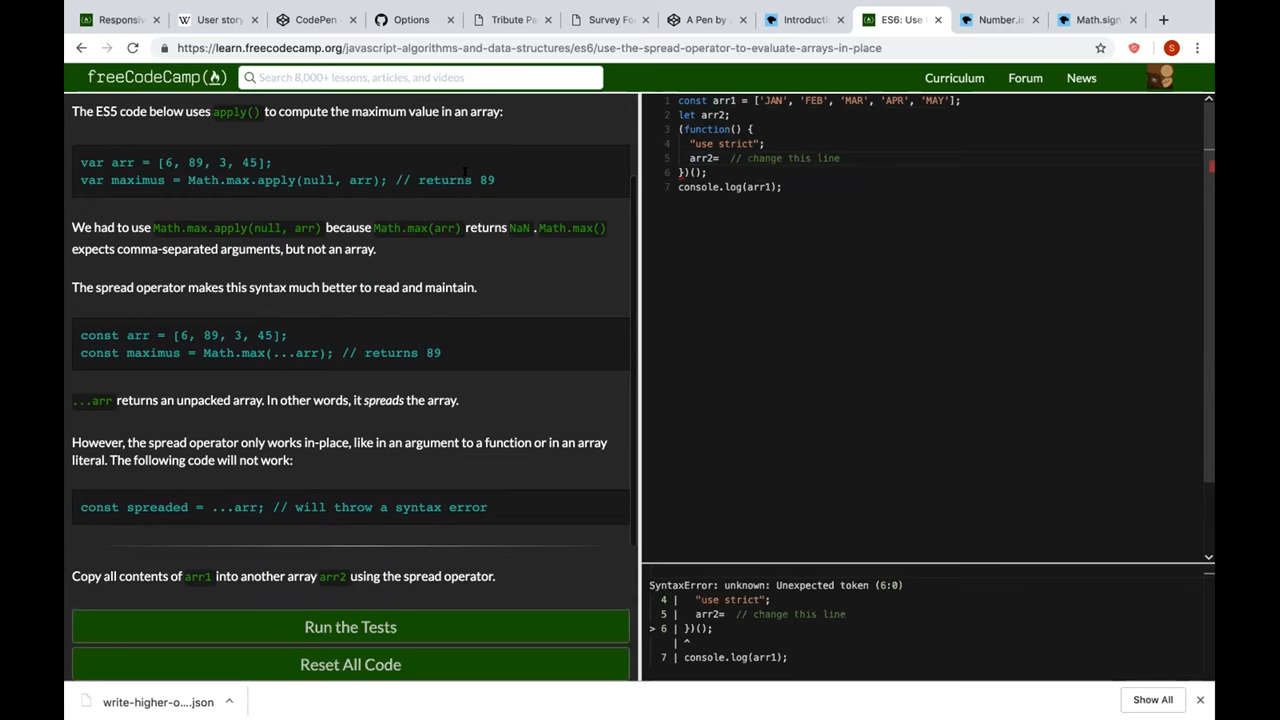 Responsiv
User story
CodePen -
Options
Tribute Pa
Survey Fo
A Pen by
Introducti
ES6: Use
Number.is
Math.sign
https://learn.freecodecamp.org/javascript-algorithms-and-data-structures/es6/use-the-spread-operator-to-evaluate-arrays-in-place
S
freeCodeCamp
Search 8,000+ lessons, articles, and videos
Curriculum
Forum
News
The ES5 code below uses apply() to compute the maximum value in an array:
var arr = [6, 89, 3, 45];
var maximus = Math.max.apply(null, arr); // returns 89
We had to use Math.max.apply(null, arr) because Math.max(arr) returns NaN . Math.max()
expects comma-separated arguments, but not an array.
The spread operator makes this syntax much better to read and maintain.
const arr = [6, 89, 3, 45];
const maximus = Math.max(...arr); // returns 89
...arr returns an unpacked array. In other words, it spreads the array.
However, the spread operator only works in-place, like in an argument to a function or in an array
literal. The following code will not work:
const spreaded = ...arr; // will throw a syntax error
Copy all contents of arr1 into another array arr2 using the spread operator.
Run the Tests
Reset All Code
1 const arr1 = ['JAN', 'FEB', 'MAR', 'APR', 'MAY'];
2 let arr2;
3 (function() {
4 "use strict";
5 arr2= // change this line
6 })();
7 console.log(arr1);
SyntaxError: unknown: Unexpected token (6:0)
4 | "use strict";
5 | arr2= // change this line
> 6 | })();
| ^
7 | console.log(arr1);
write-higher-o....json
Show All